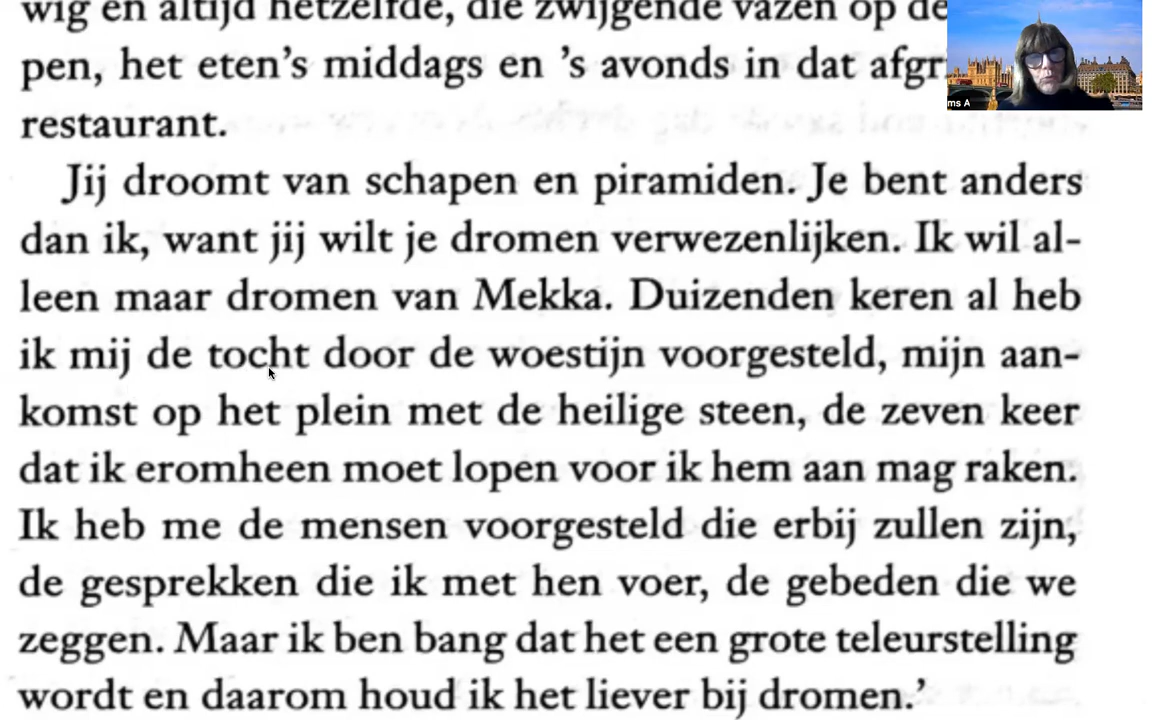 wig en altijd hetzelfde, die zwijgende vazen op de
pen, het eten's middags en 's avonds in dat afgri
restaurant.
Jij droomt van schapen en piramiden. Je bent anders
dan ik, want jij wilt je dromen verwezenlijken. Ik wil al-
leen maar dromen van Mekka. Duizenden keren al heb
ik mij de tocht door de woestijn voorgesteld, mijn aan-
komst op het plein met de heilige steen, de zeven keer
dat ik eromheen moet lopen voor ik hem aan mag raken.
Ik heb me de mensen voorgesteld die erbij zullen zijn,
de gesprekken die ik met hen voer, de gebeden die we
zeggen. Maar ik ben bang dat het een grote teleurstelling
wordt en daarom houd ik het liever bij dromen.'
ms A